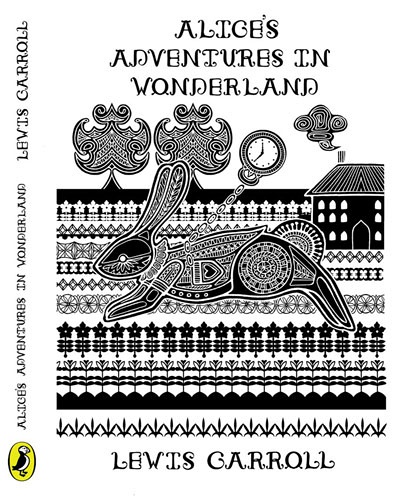 ALICE'S
ADVENTURES IN
WONDERLAND
LEWIS CARROLL
ALICE'S ADVENTURES IN WONDERLAND
LEWIS CARROLL